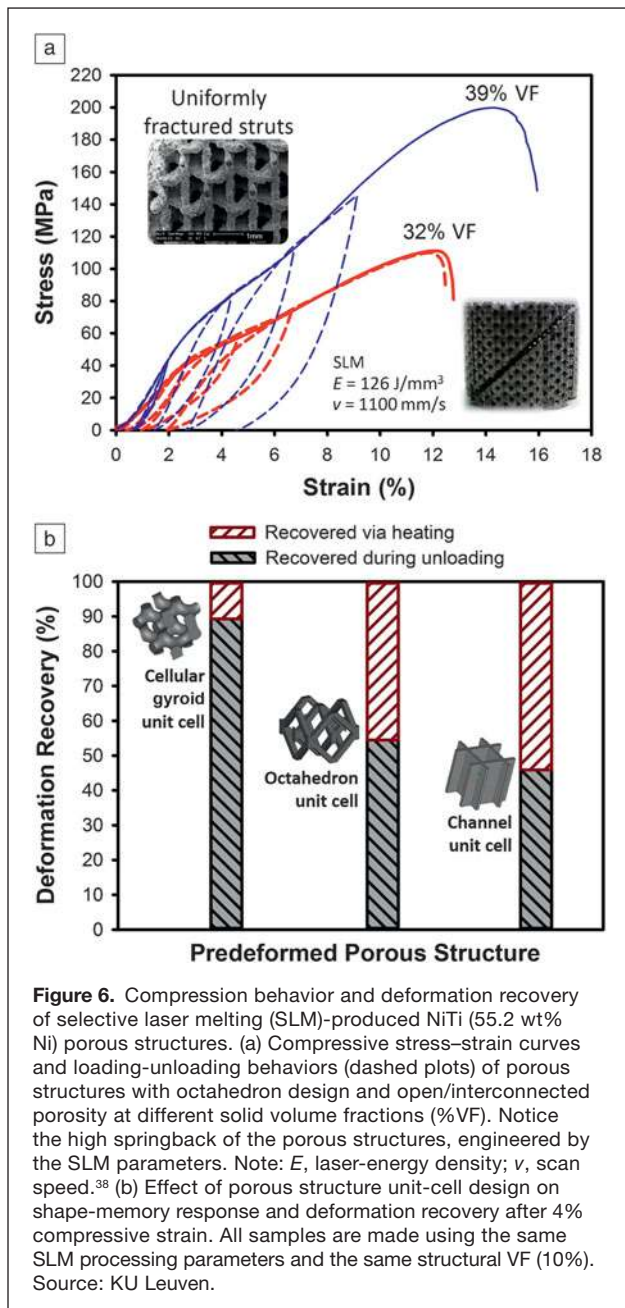 a
Stress (MPa)
220
200
180
160
140
120
100
80
60
40
20
0
Uniformly
fractured struts
1mm
39% VF
32% VF
SLM
E = 126 J/mm³
v = 1100 mm/s
0 2 4 6 8 10 12 14 16 18
Strain (%)
b
Recovered via heating
Recovered during unloading
Deformation Recovery (%)
100
90
80
70
60
50
40
30
20
10
0
Cellular
gyroid
unit cell
Octahedron
unit cell
Channel
unit cell
Predeformed Porous Structure
Figure 6. Compression behavior and deformation recovery
of selective laser melting (SLM)-produced NiTi (55.2 wt%
Ni) porous structures. (a) Compressive stress–strain curves
and loading-unloading behaviors (dashed plots) of porous
structures with octahedron design and open/interconnected
porosity at different solid volume fractions (%VF). Notice
the high springback of the porous structures, engineered by
the SLM parameters. Note: E, laser-energy density; v, scan
speed.³⁸ (b) Effect of porous structure unit-cell design on
shape-memory response and deformation recovery after 4%
compressive strain. All samples are made using the same
SLM processing parameters and the same structural VF (10%).
Source: KU Leuven.